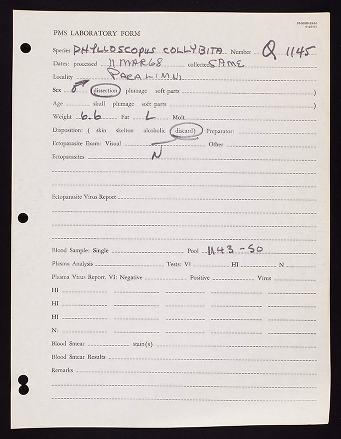 PMS LABORATORY FORM
Species PHYLLOSCOPUS COLLYBITA Number Q 1145
Dates: processed 11 MAR 68 collected SAME
Locality PARALIMNI
Sex ♂ ( dissection plumage soft parts )
Age ( skull plumage soft parts )
Weight 6.6 Fat L Molt
Disposition: ( skin skelton alcoholic discard) Preparator:
Ectoparasite Exam: Visual Other
Ectoparasites N
Ectoparasite Virus Report
Blood Sample: Single Pool 1143-50
Plasma Analysis Tests: VI HI N
Plasma Virus Report. VI: Negative Positive Virus
HI
HI
HI
N:
Blood Smear stain(s)
Blood Smear Results
Remarks